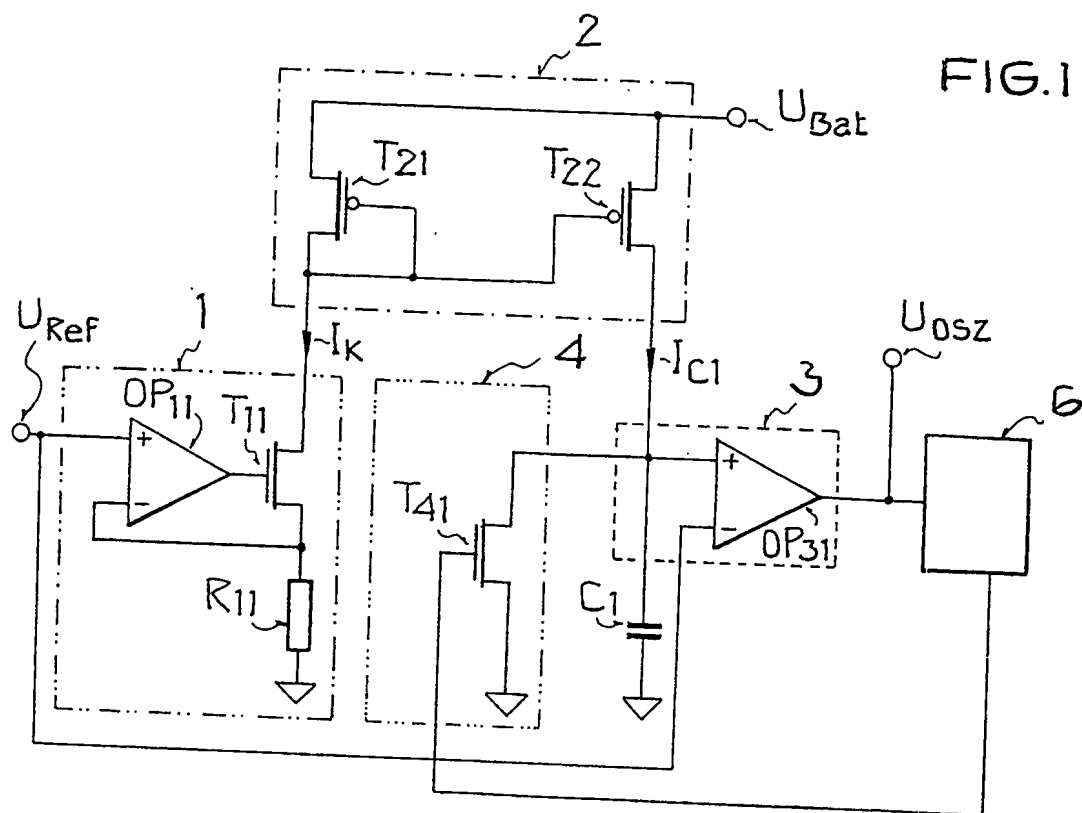 FIG.1
2
U_Bat
T21
T22
U_Ref
1
I_K
4
I_C1
U_OSZ
3
6
OP11
T11
+
-
T41
+
-
OP31
R11
C1